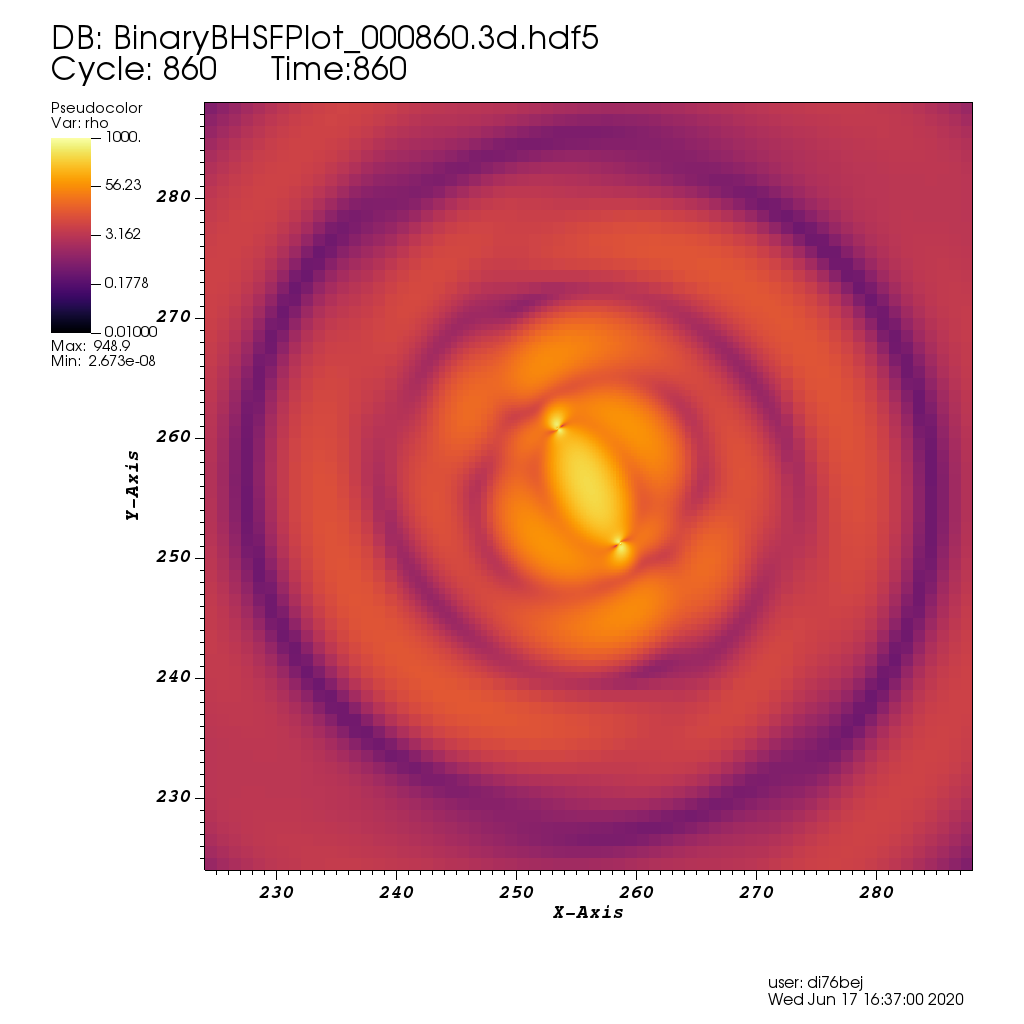 DB: BinaryBHSFPlot_000860.3d.hdf5
Cycle: 860 Time:860
Pseudocolor
Var: rho
1000.
56.23
3.162
0.1778
0.01000
Max: 948.9
Min: 2.673e-08
280
270
260
250
240
230
Y-Axis
230 240 250 260 270 280
X-Axis
user: di76bej
Wed Jun 17 16:37:00 2020